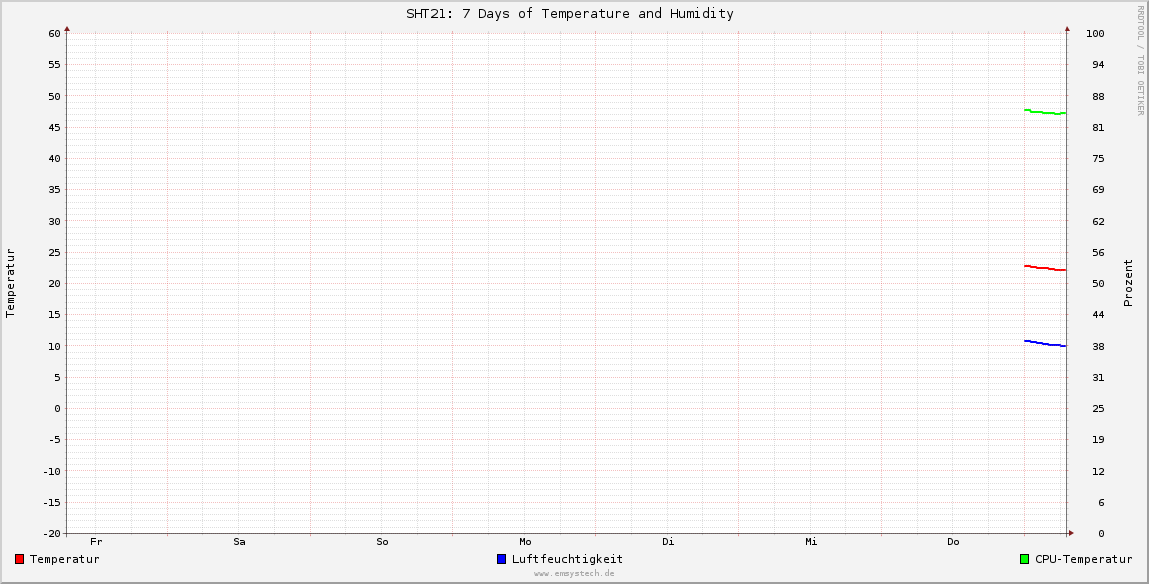 SHT21: 7 Days of Temperature and Humidity
RRDTOOL / TOBI OETIKER
Temperatur
60 100
55 94
50 88
45 81
40 75
35 69
30 62
25 56
20 50
15 44
10 38
5 31
0 25
-5 19
-10 12
-15 6
-20 0
Prozent
Fr Sa So Mo Di Mi Do
Temperatur Luftfeuchtigkeit CPU-Temperatur
www.emsystech.de